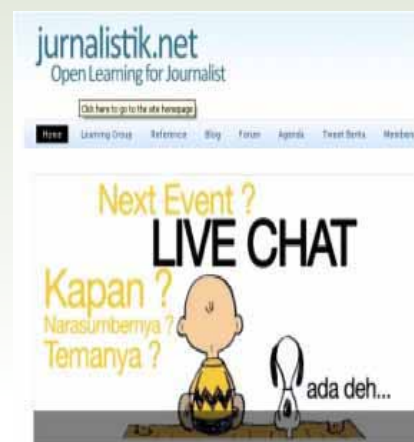 jurnalistik.net
Open Learning for Journalist
Click here to go to the site homepage
Home Learning Group Reference Blog Forum Agenda Tweet Berita Members
Next Event ?
LIVE CHAT
Kapan ?
Narasumbernya ?
Temanya ?
ada deh...